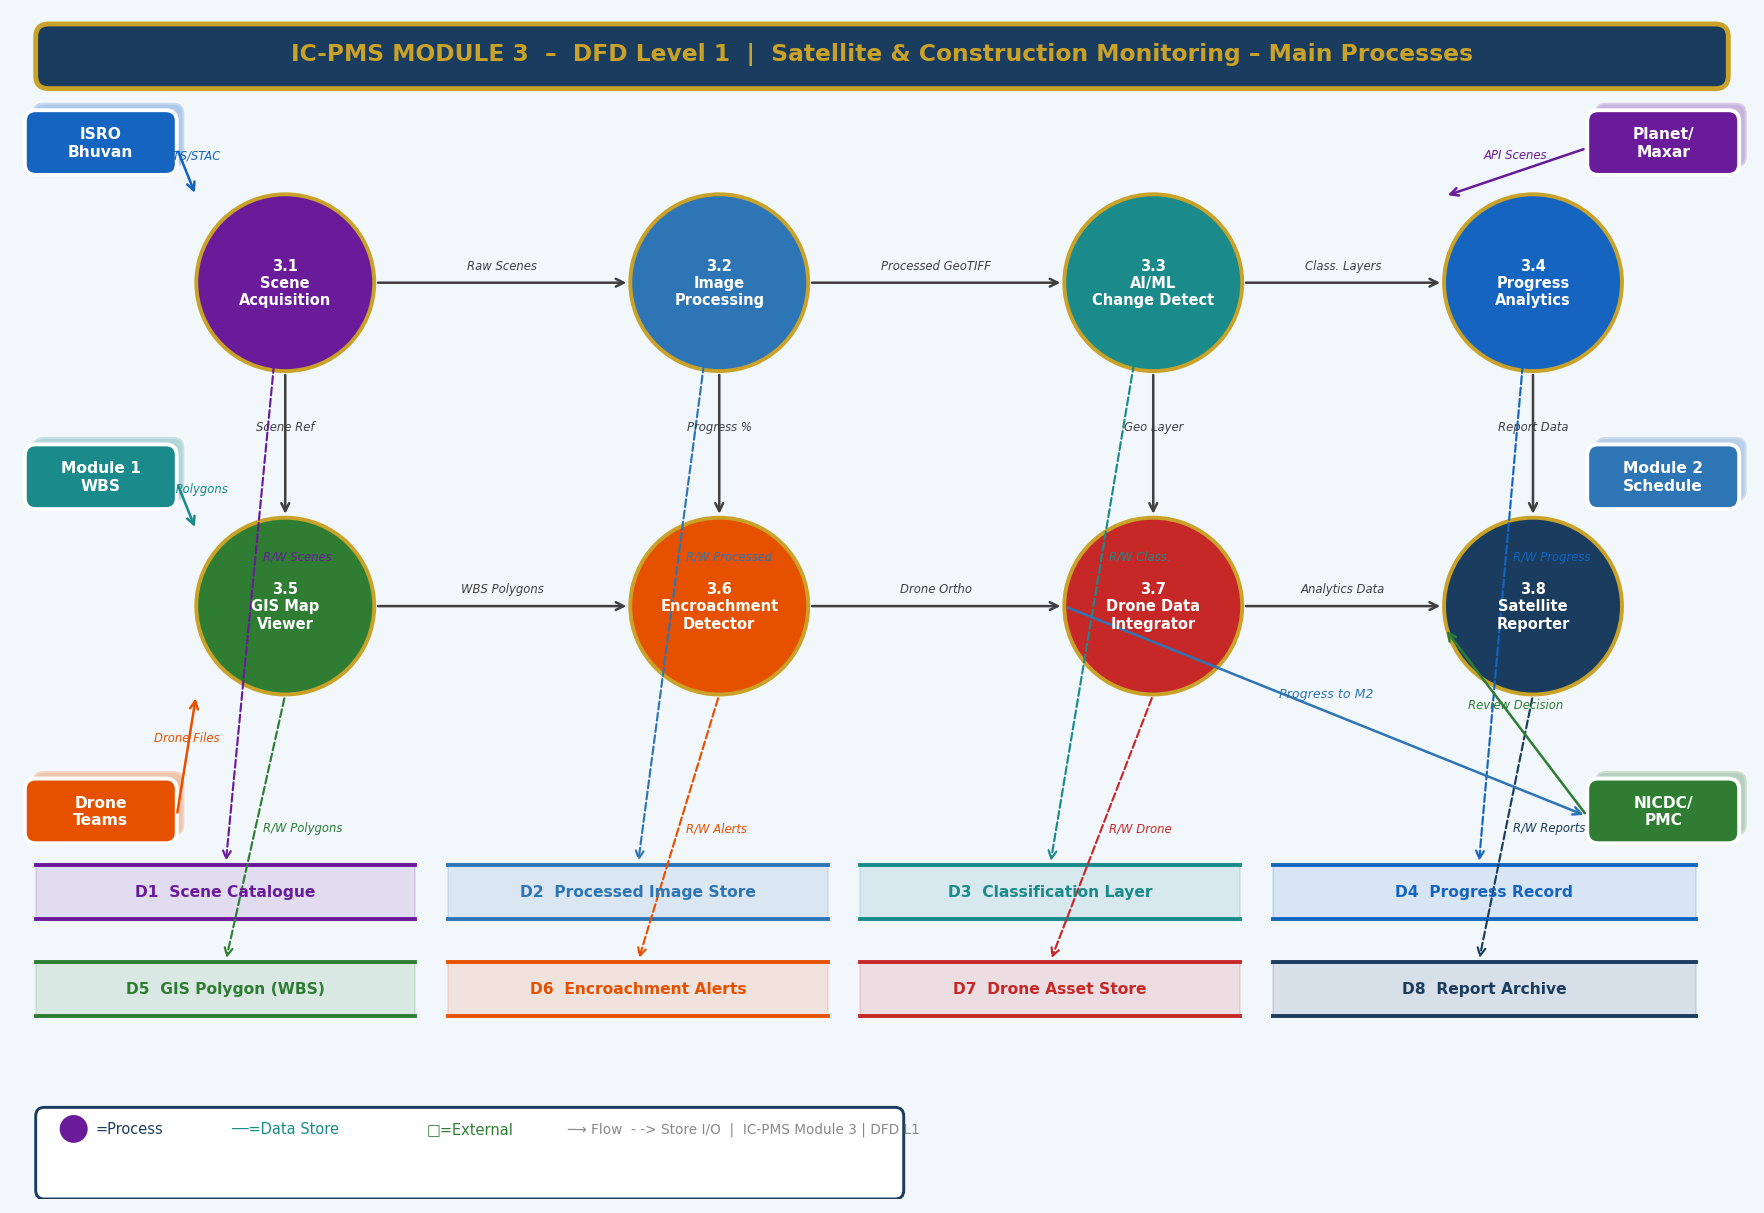 IC-PMS MODULE 3 – DFD Level 1 | Satellite & Construction Monitoring – Main Processes
ISRO
Bhuvan
TS/STAC
API Scenes
Planet/
Maxar
3.1
Scene
Acquisition
Raw Scenes
3.2
Image
Processing
Processed GeoTIFF
3.3
AI/ML
Change Detect
Class. Layers
3.4
Progress
Analytics
Scene Ref
Progress %
Geo Layer
Report Data
Module 1
WBS
Polygons
Module 2
Schedule
R/W Scenes
R/W Processed
R/W Class.
R/W Progress
3.5
GIS Map
Viewer
WBS Polygons
3.6
Encroachment
Detector
Drone Ortho
3.7
Drone Data
Integrator
Analytics Data
3.8
Satellite
Reporter
Progress to M2
Review Decision
Drone Files
Drone
Teams
R/W Polygons
R/W Alerts
R/W Drone
R/W Reports
NICDC/
PMC
D1 Scene Catalogue
D2 Processed Image Store
D3 Classification Layer
D4 Progress Record
D5 GIS Polygon (WBS)
D6 Encroachment Alerts
D7 Drone Asset Store
D8 Report Archive
=Process
──=Data Store
□=External
─→ Flow - -> Store I/O | IC-PMS Module 3 | DFD L1